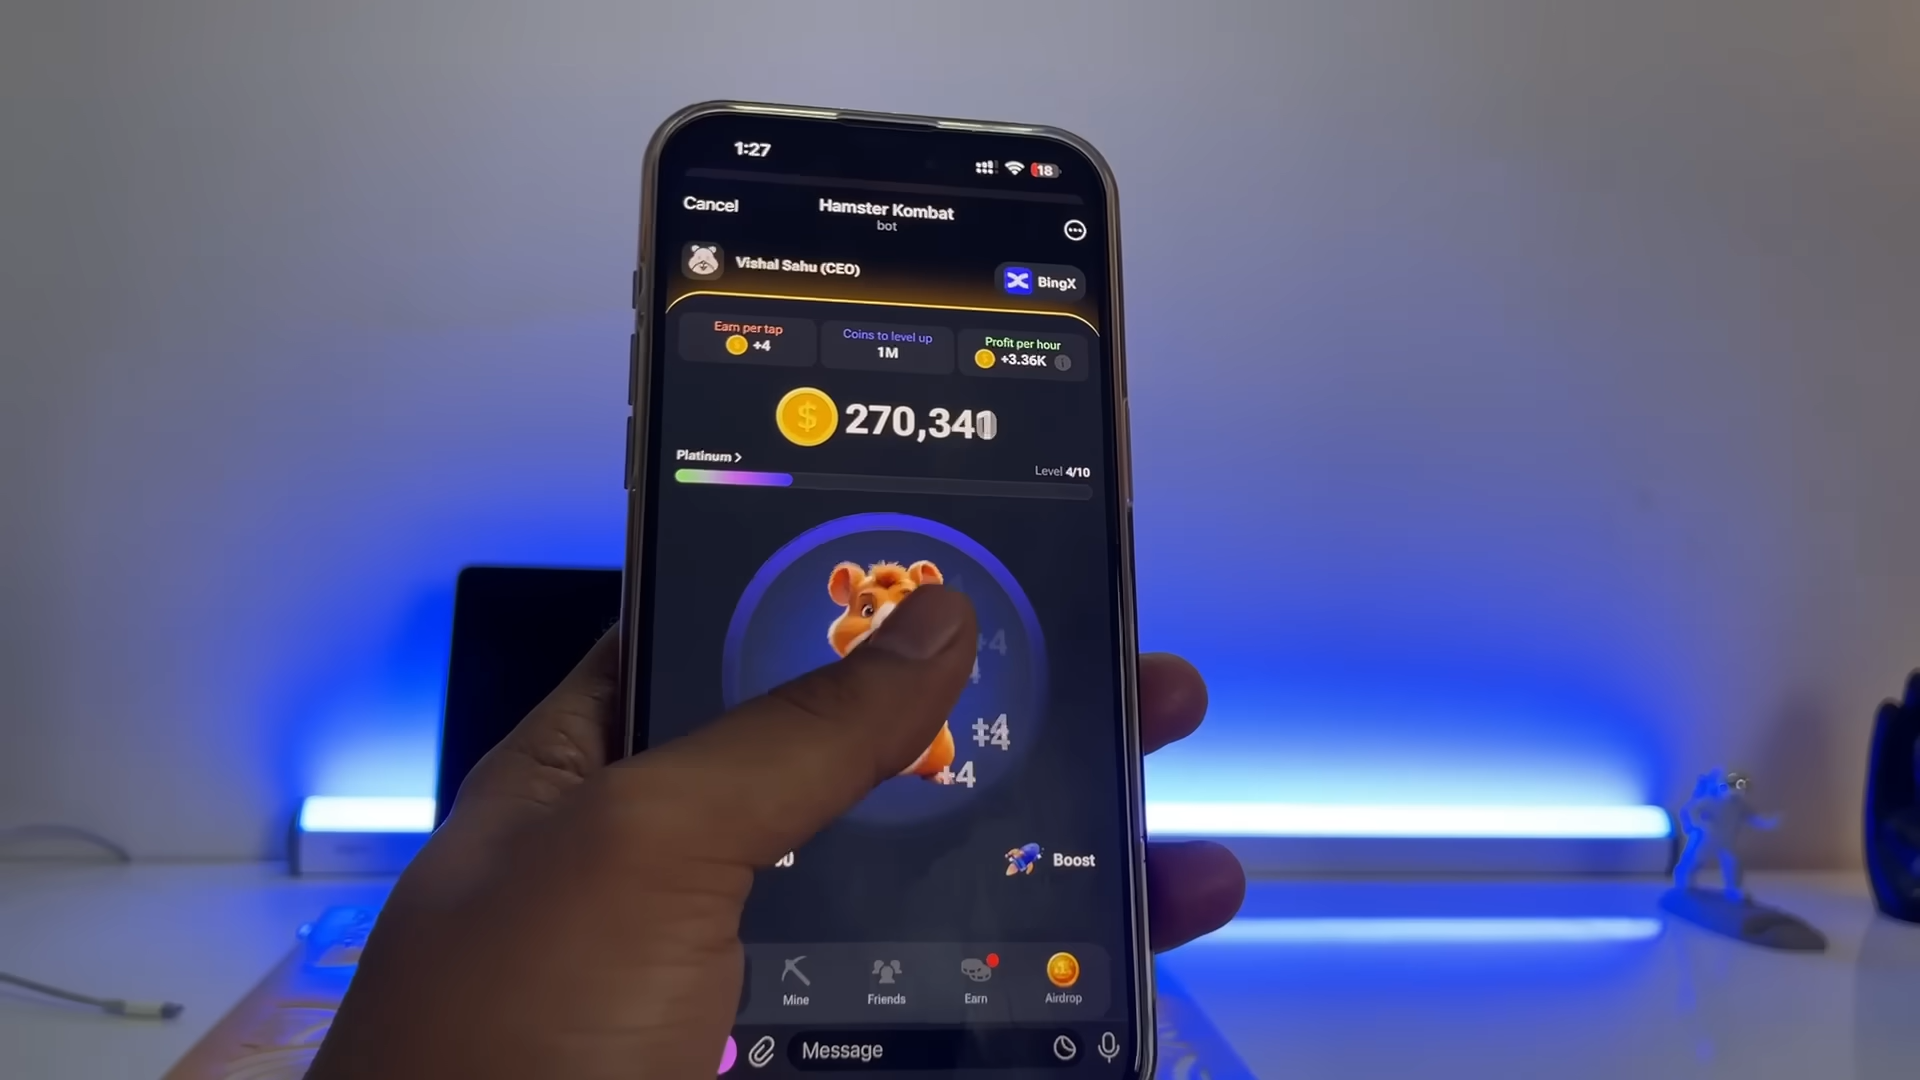 1:27
18
Cancel
Hamster Kombat
bot
Vishal Sahu (CEO)
BingX
Earn per tap
+4
Coins to level up
1M
Profit per hour
+3.36K
$ 270,34
Platinum >
Level 4/10
+4
+4
+4
+4
Boost
Mine
Friends
Earn
Airdrop
Message